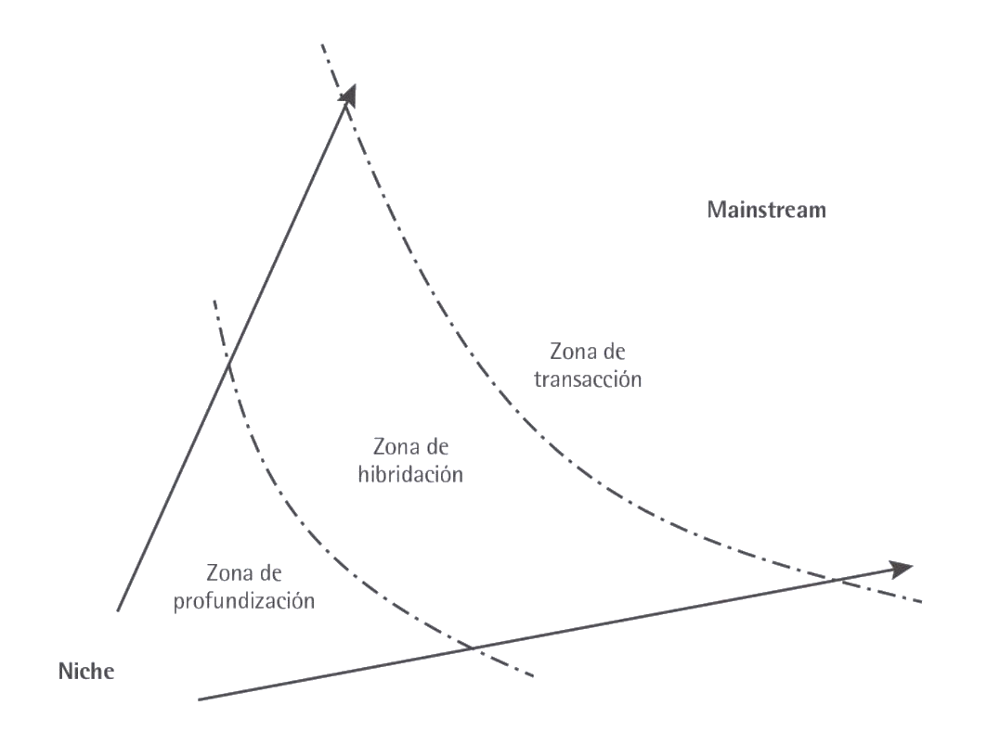 Mainstream
Zona de
transacción
Zona de
hibridación
Zona de
profundización
Niche